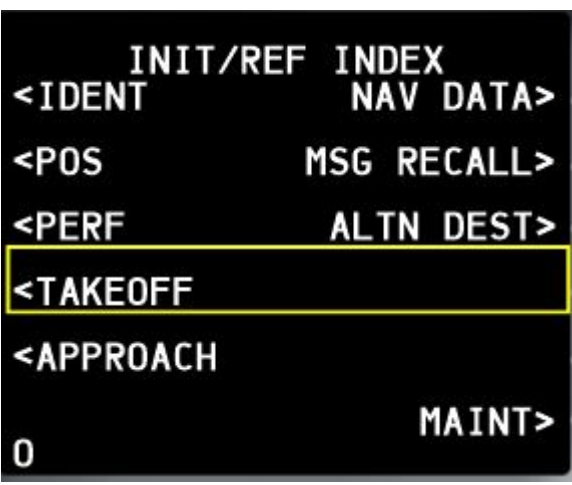 INIT/REF INDEX
<IDENT NAV DATA>
<POS MSG RECALL>
<PERF ALTN DEST>
<TAKEOFF
<APPROACH
MAINT>
0